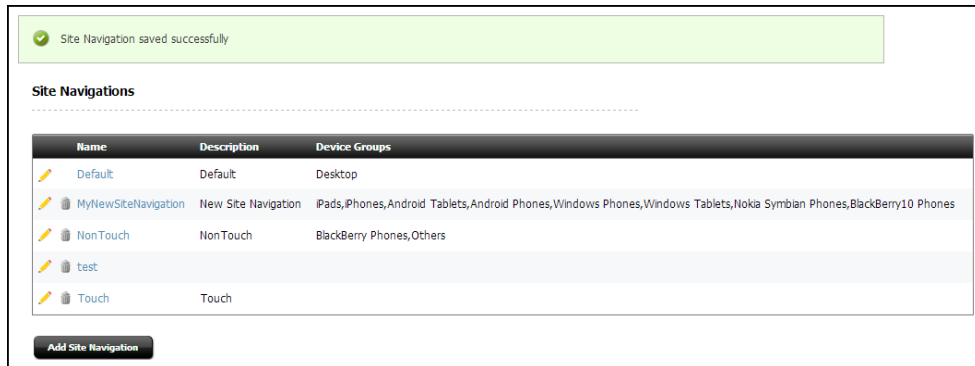 Site Navigation saved successfully
Site Navigations
Name Description Device Groups
Default Default Desktop
MyNewSiteNavigation New Site Navigation iPads,iPhones,Android Tablets,Android Phones,Windows Phones,Windows Tablets,Nokia Symbian Phones,BlackBerry10 Phones
NonTouch NonTouch BlackBerry Phones,Others
test
Touch Touch
Add Site Navigation